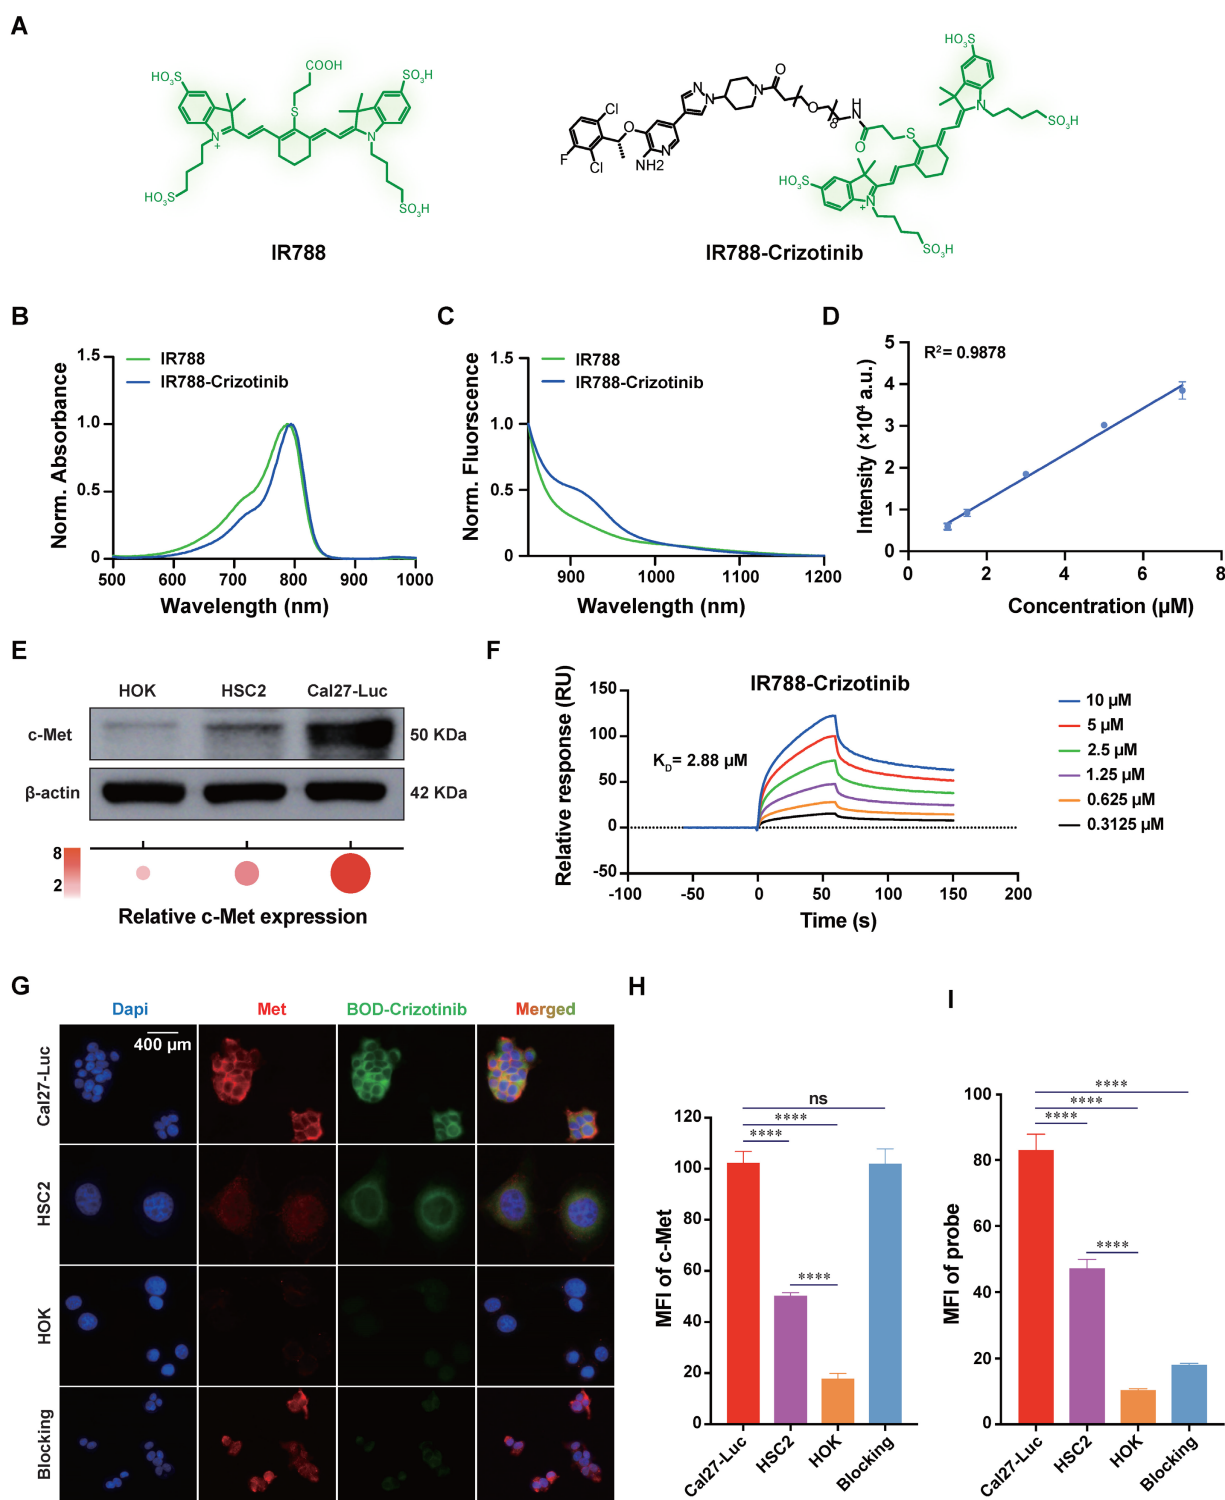 A
COOH
HO3S
SO3H
S
N
+
N
HO3S
SO3H
IR788
HO3S
N
N
N
O
O
O
H
N
O
S
N
SO3H
Cl
O
F
Cl
NH2
N
HO3S
N
+
SO3H
IR788-Crizotinib
B
IR788
IR788-Crizotinib
Norm. Absorbance
1.5
1.0
0.5
0
500 600 700 800 900 1000
Wavelength (nm)
C
IR788
IR788-Crizotinib
Norm. Fluorscence
1.5
1.0
0.5
0
900 1000 1100 1200
Wavelength (nm)
D
R2= 0.9878
Intensity (×10⁴ a.u.)
5
4
3
2
1
0
0 2 4 6 8
Concentration (µM)
E
HOK HSC2 Cal27-Luc
c-Met 50 KDa
β-actin 42 KDa
8
2
Relative c-Met expression
F
IR788-Crizotinib
KD= 2.88 µM
Relative response (RU)
150
100
50
0
-50
-100 -50 0 50 100 150 200
Time (s)
10 µM
5 µM
2.5 µM
1.25 µM
0.625 µM
0.3125 µM
G
Dapi Met BOD-Crizotinib Merged
400 µm
Cal27-Luc
HSC2
HOK
Blocking
H
MFI of c-Met
120
100
80
60
40
20
0
ns
****
****
****
Cal27-Luc HSC2 HOK Blocking
I
MFI of probe
100
80
60
40
20
0
****
****
****
****
Cal27-Luc HSC2 HOK Blocking